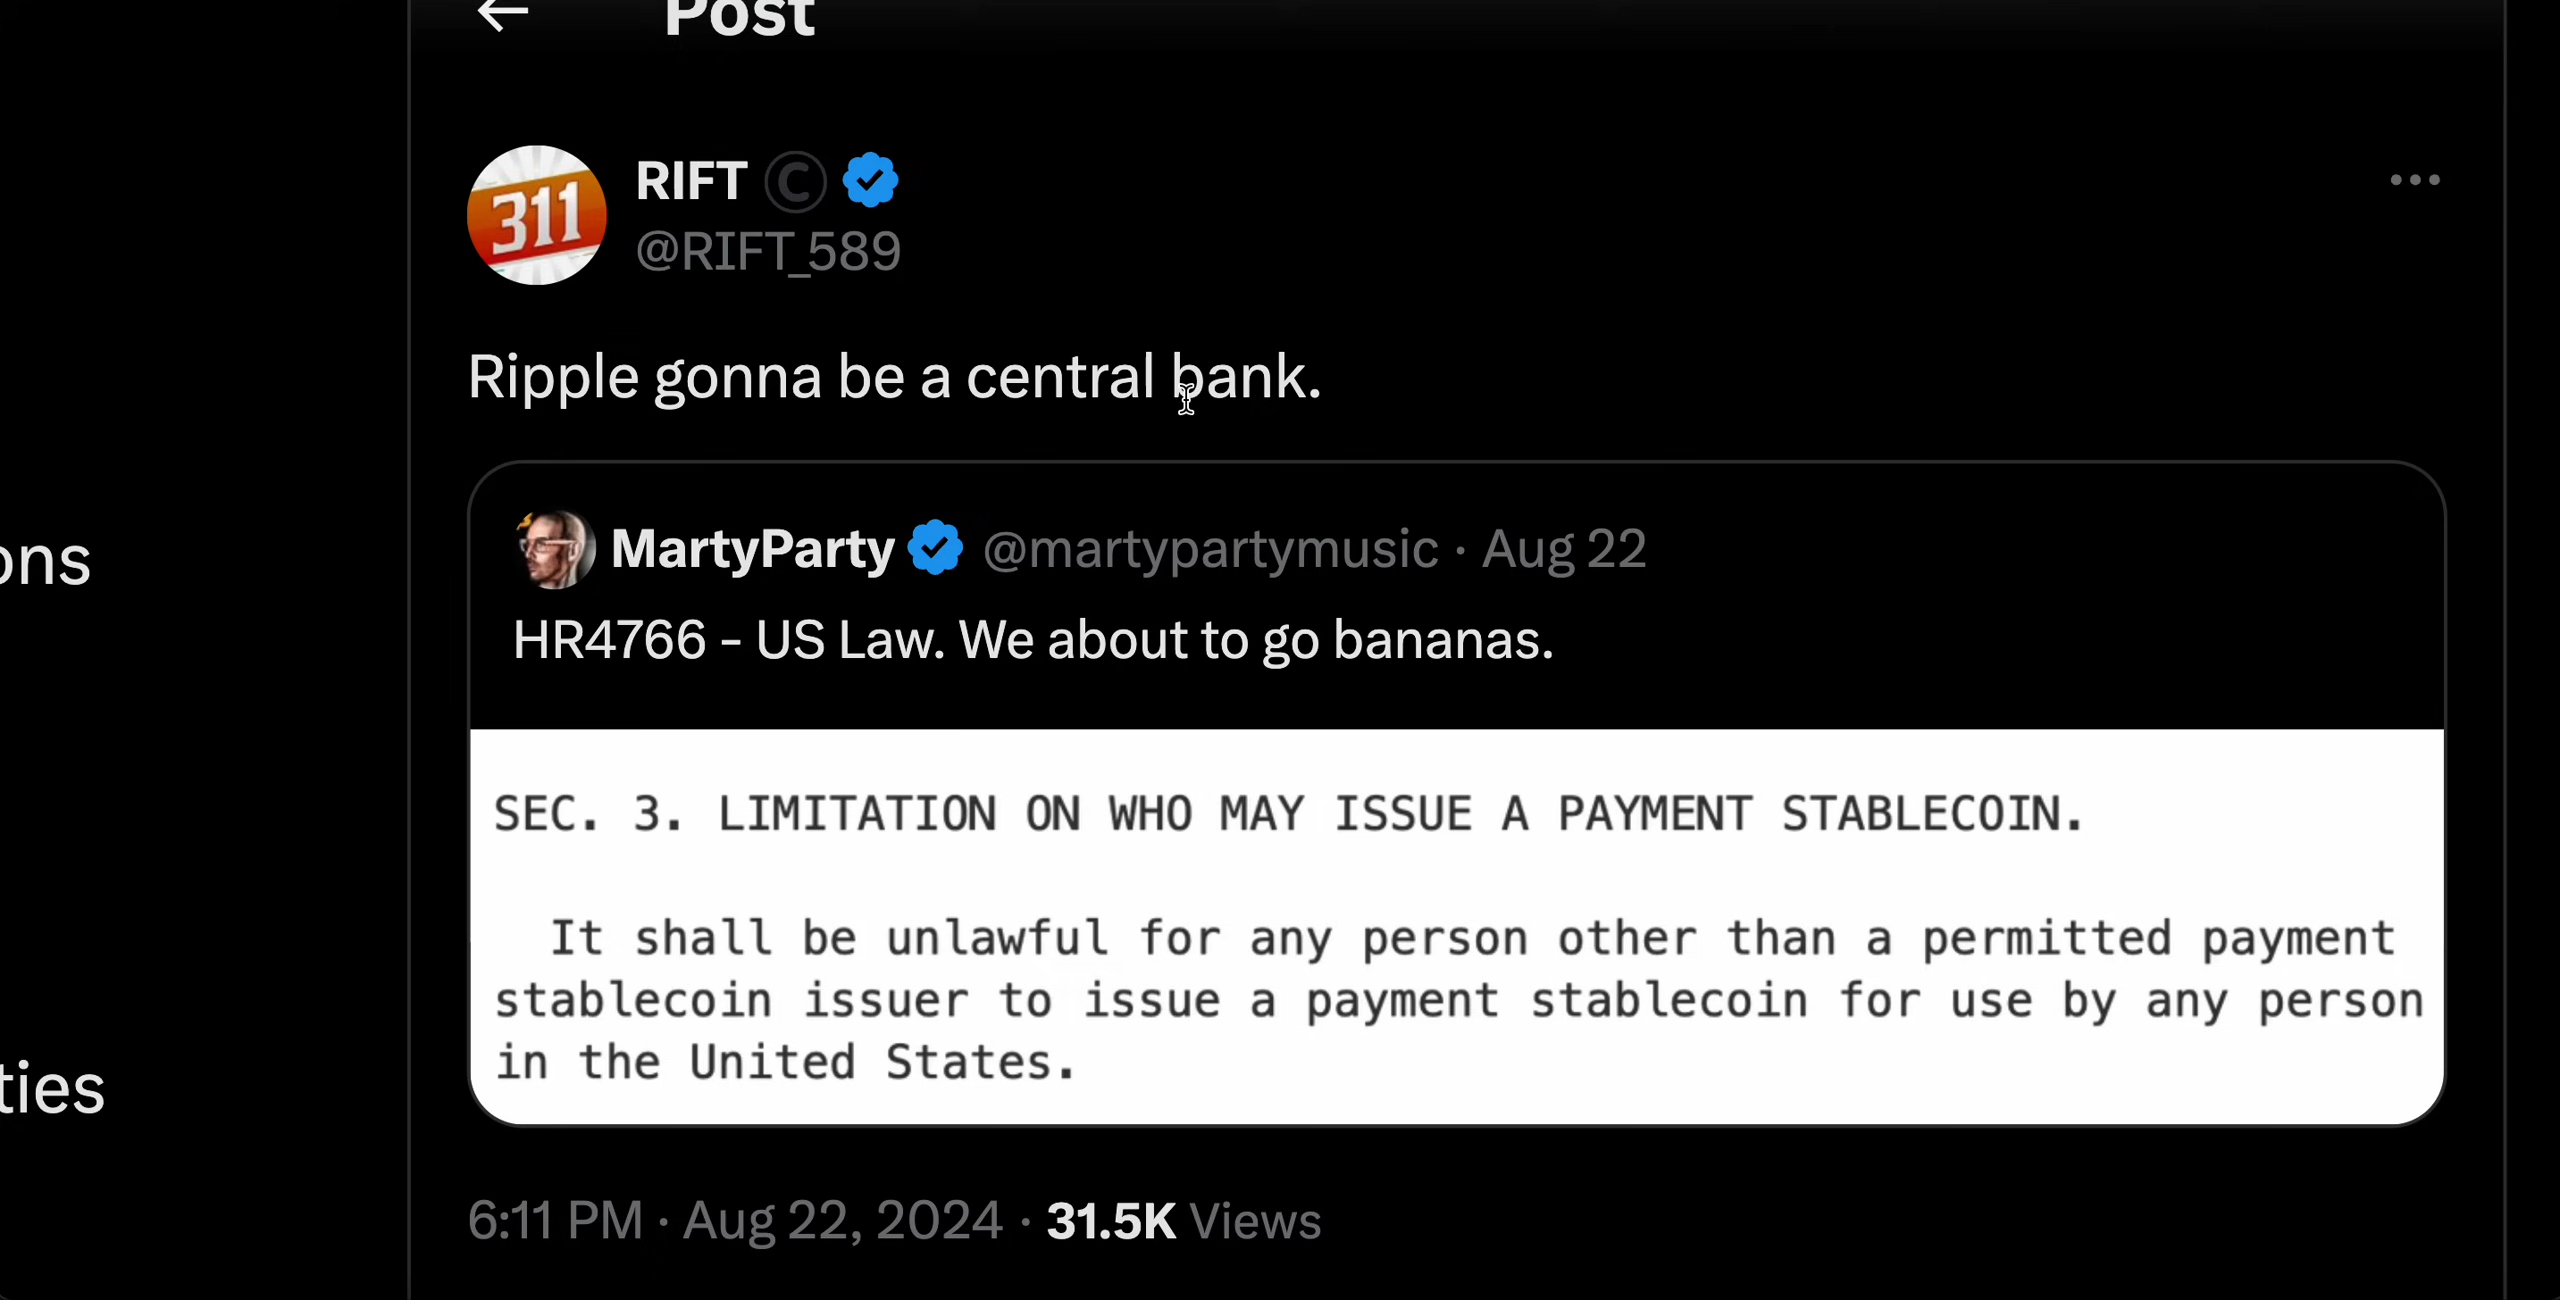 ← Post
311
RIFT © 
@RIFT_589
Ripple gonna be a central bank.
ons
MartyParty @martypartymusic · Aug 22
HR4766 - US Law. We about to go bananas.
SEC. 3. LIMITATION ON WHO MAY ISSUE A PAYMENT STABLECOIN.
It shall be unlawful for any person other than a permitted payment
stablecoin issuer to issue a payment stablecoin for use by any person
in the United States.
ties
6:11 PM · Aug 22, 2024 · 31.5K Views